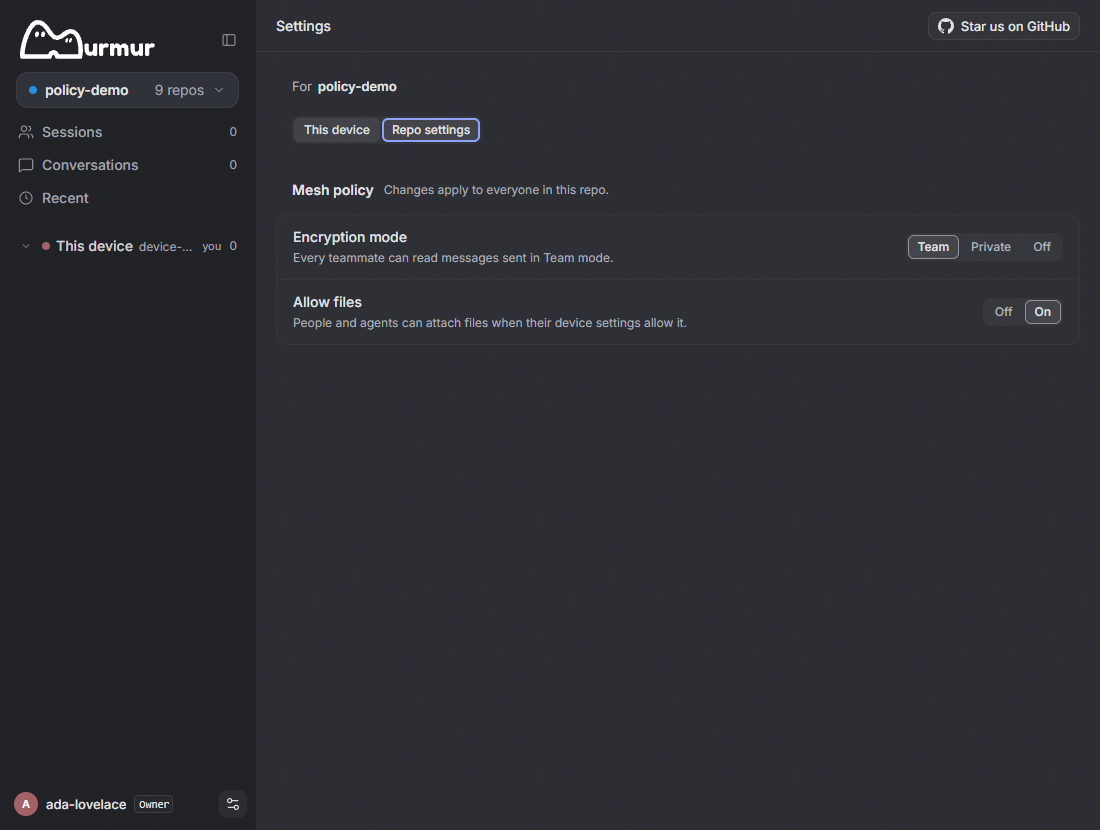 urmur
Settings
Star us on GitHub
policy-demo 9 repos
Sessions 0
Conversations 0
Recent
This device device-... you 0
For policy-demo
This device Repo settings
Mesh policy Changes apply to everyone in this repo.
Encryption mode
Every teammate can read messages sent in Team mode.
Team Private Off
Allow files
People and agents can attach files when their device settings allow it.
Off On
A ada-lovelace Owner